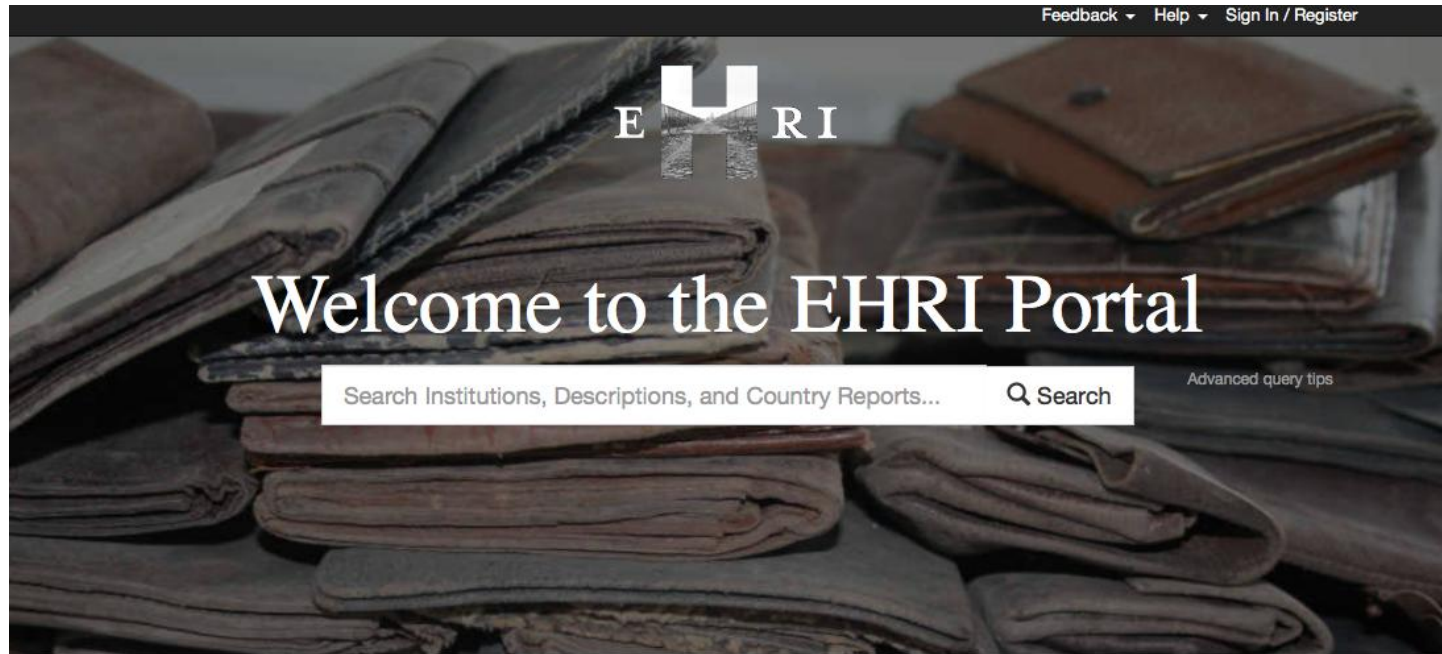 Feedback Help Sign In / Register
E H R I
Welcome to the EHRI Portal
Search Institutions, Descriptions, and Country Reports... Search
Advanced query tips